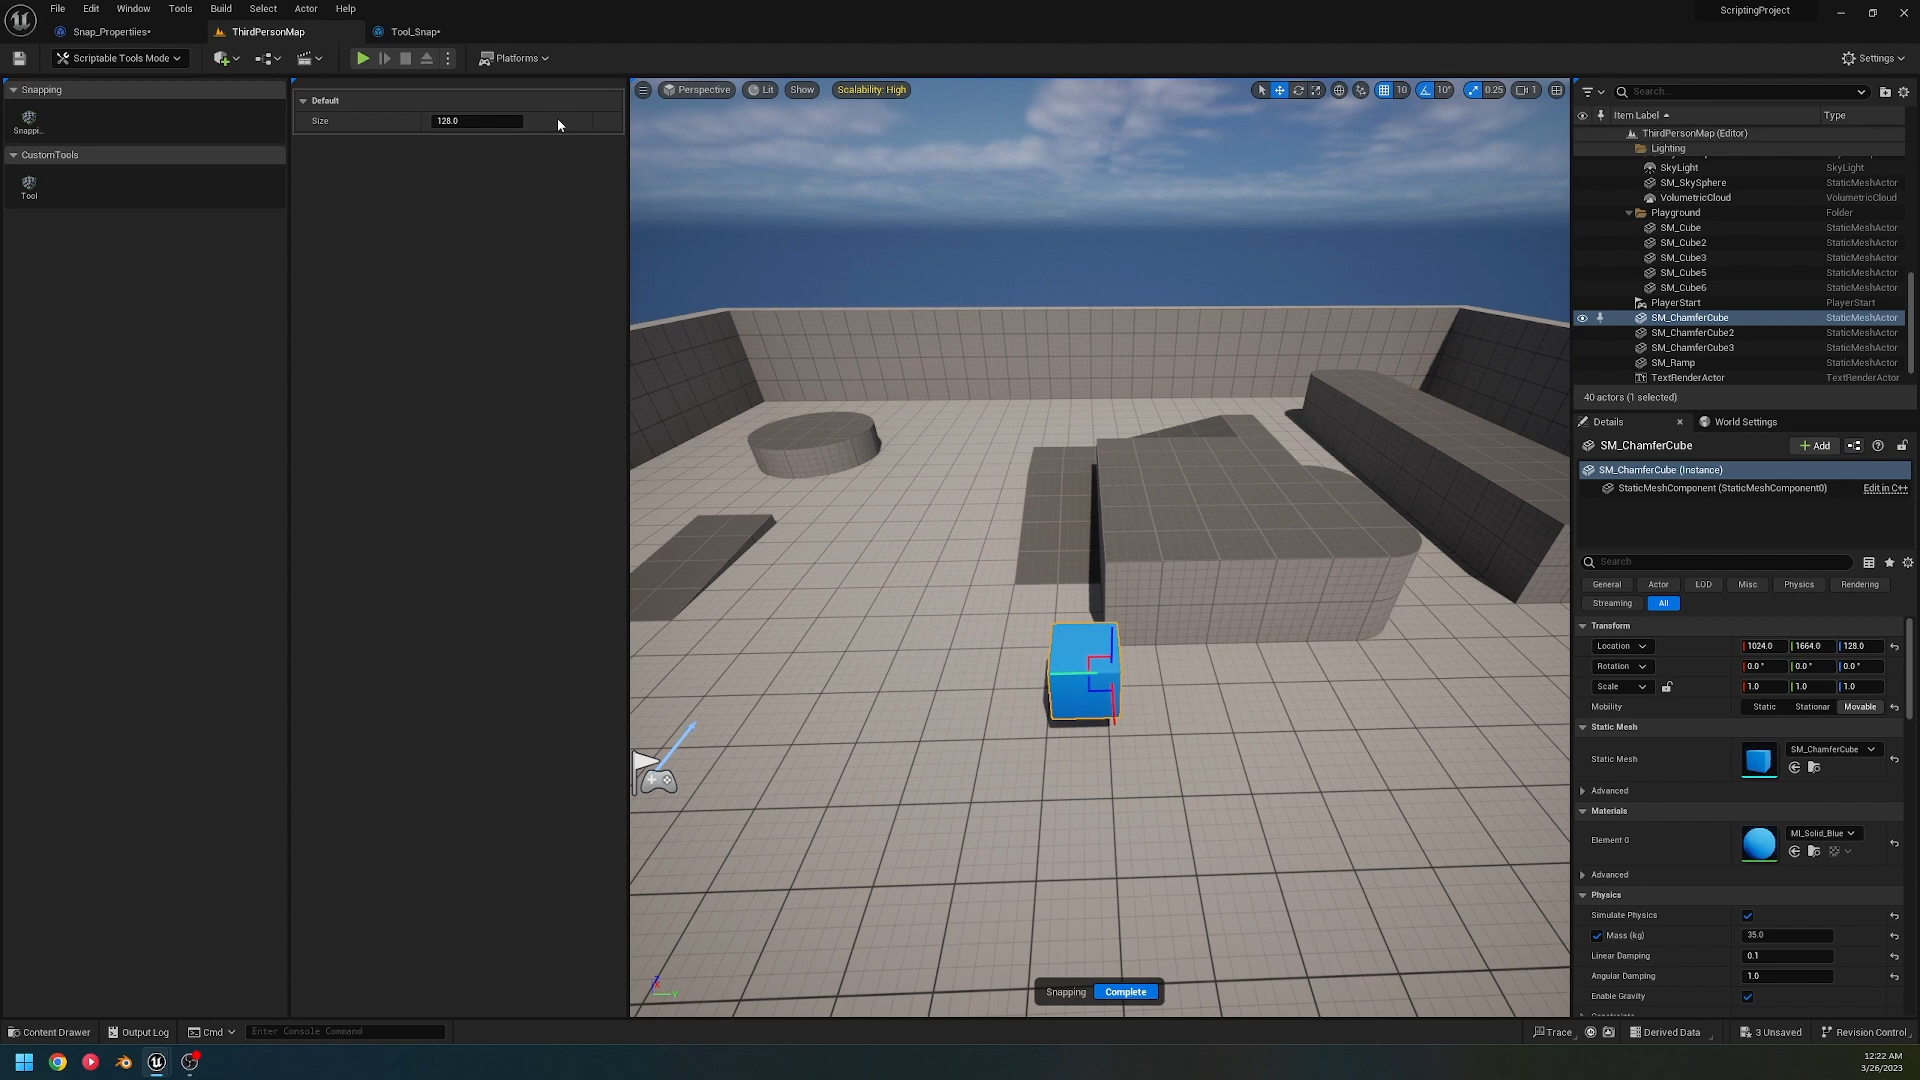 File Edit Window Tools Build Select Actor Help
ScriptingProject
Snap_Propertiies•
ThirdPersonMap
Tool_Snap•
Scriptable Tools Mode
Platforms
Settings
Snapping
Snappi...
CustomTools
Tool
Default
Size 128.0
Perspective Lit Show Scalability: High
10 10° 0.25 1
Search...
Item Label Type
ThirdPersonMap (Editor)
Lighting
SkyLight SkyLight
SM_SkySphere StaticMeshActor
VolumetricCloud VolumetricCloud
Playground Folder
SM_Cube StaticMeshActor
SM_Cube2 StaticMeshActor
SM_Cube3 StaticMeshActor
SM_Cube5 StaticMeshActor
SM_Cube6 StaticMeshActor
PlayerStart PlayerStart
SM_ChamferCube StaticMeshActor
SM_ChamferCube2 StaticMeshActor
SM_ChamferCube3 StaticMeshActor
SM_Ramp StaticMeshActor
TextRenderActor TextRenderActor
40 actors (1 selected)
Details World Settings
SM_ChamferCube Add
SM_ChamferCube (Instance)
StaticMeshComponent (StaticMeshComponent0) Edit in C++
Search
General Actor LOD Misc Physics Rendering
Streaming All
Transform
Location 1024.0 1664.0 128.0
Rotation 0.0° 0.0° 0.0°
Scale 1.0 1.0 1.0
Mobility Static Stationar Movable
Static Mesh
Static Mesh SM_ChamferCube
Advanced
Materials
Element 0 MI_Solid_Blue
Advanced
Physics
Simulate Physics
Mass (kg) 35.0
Linear Damping 0.1
Angular Damping 1.0
Enable Gravity
Snapping Complete
Content Drawer Output Log Cmd Enter Console Command
Trace Derived Data 3 Unsaved Revision Control
12:22 AM
3/26/2023